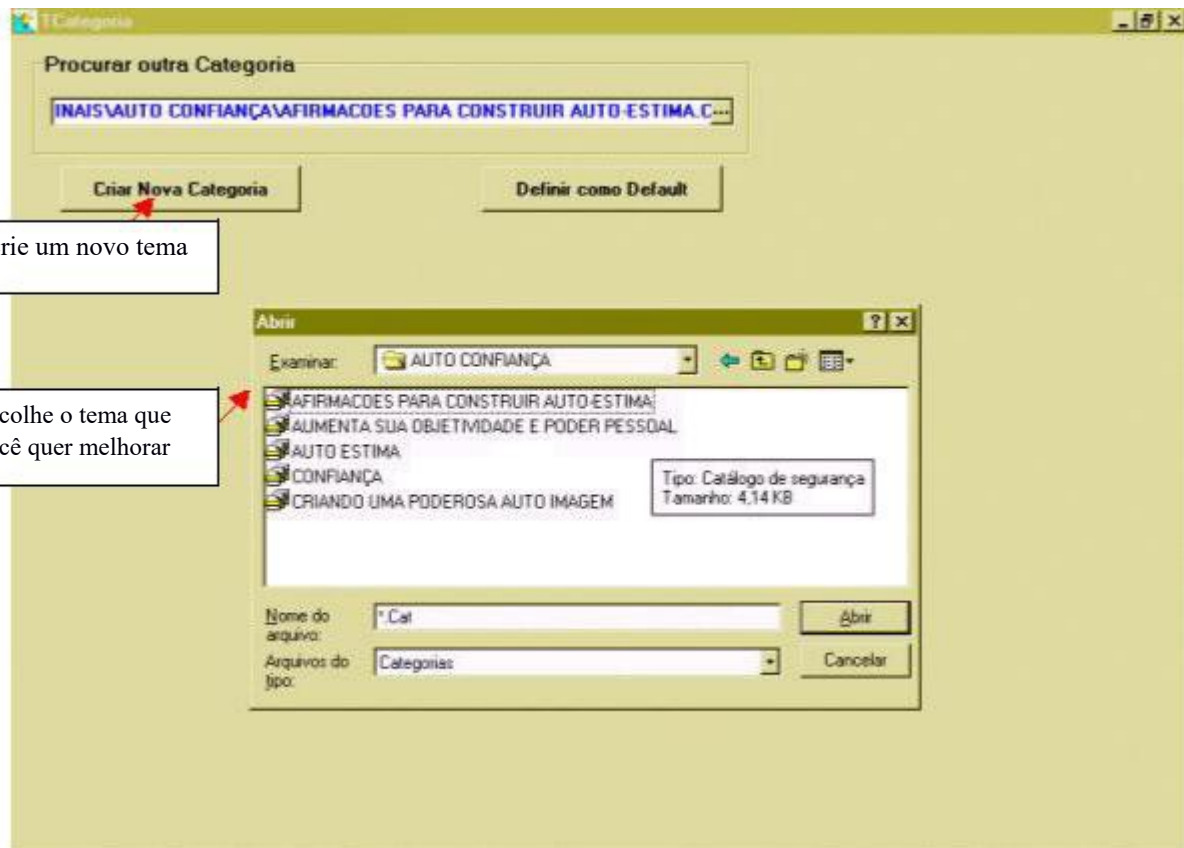 TCategoria
Procurar outra Categoria
INAIS\AUTO CONFIANÇA\AFIRMACOES PARA CONSTRUIR AUTO-ESTIMA.C...
Criar Nova Categoria
Definir como Default
rie um novo tema
Abrir
Examinar:
AUTO CONFIANÇA
colhe o tema que
cê quer melhorar
AFIRMACOES PARA CONSTRUIR AUTO-ESTIMA
AUMENTA SUA OBJETIVIDADE E PODER PESSOAL
AUTO ESTIMA
CONFIANÇA
CRIANDO UMA PODEROSA AUTO IMAGEM
Tipo: Catálogo de segurança
Tamanho: 4,14 KB
Nome do
arquivo:
*.Cat
Abrir
Arquivos do
tipo:
Categorias
Cancelar